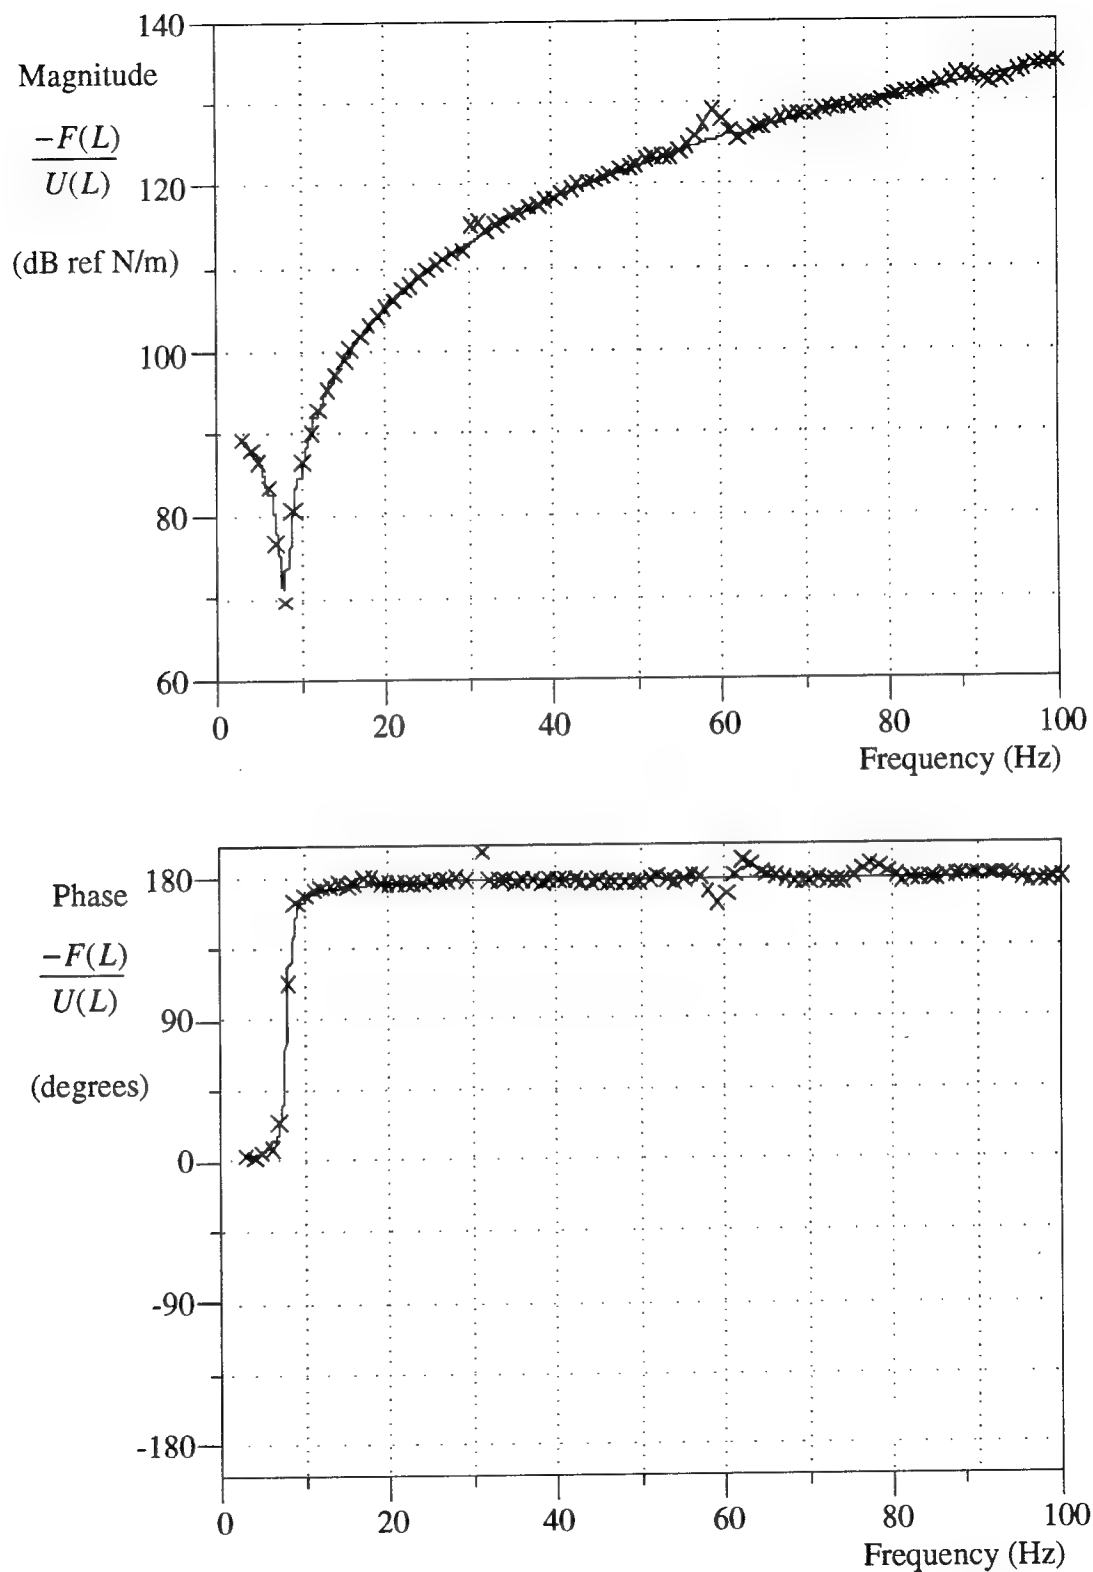 140
Magnitude
-F(L)
U(L)
120
(dB ref N/m)
100
80
60
0 20 40 60 80 100
Frequency (Hz)
Phase
180
-F(L)
U(L)
90
(degrees)
0
-90
-180
0 20 40 60 80 100
Frequency (Hz)